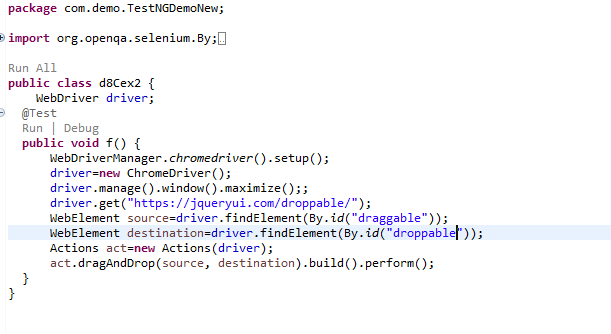 package com.demo.TestNGDemoNew;
import org.openqa.selenium.By;
Run All
public class d8Cex2 {
WebDriver driver;
@Test
Run | Debug
public void f() {
WebDriverManager.chromedriver().setup();
driver=new ChromeDriver();
driver.manage().window().maximize();;
driver.get("https://jqueryui.com/droppable/");
WebElement source=driver.findElement(By.id("draggable"));
WebElement destination=driver.findElement(By.id("droppable"));
Actions act=new Actions(driver);
act.dragAndDrop(source, destination).build().perform();
}
}